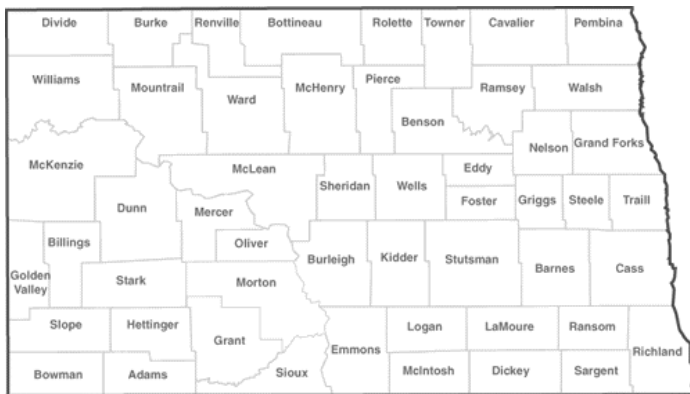 Divide
Burke
Renville
Bottineau
Rolette
Towner
Cavalier
Pembina
Williams
Mountrail
Ward
McHenry
Pierce
Benson
Ramsey
Walsh
McKenzie
Nelson
Grand Forks
McLean
Sheridan
Wells
Eddy
Foster
Griggs
Steele
Traill
Dunn
Mercer
Oliver
Billings
Golden
Valley
Stark
Morton
Burleigh
Kidder
Stutsman
Barnes
Cass
Slope
Hettinger
Grant
Emmons
Logan
LaMoure
Ransom
Richland
Bowman
Adams
Sioux
McIntosh
Dickey
Sargent